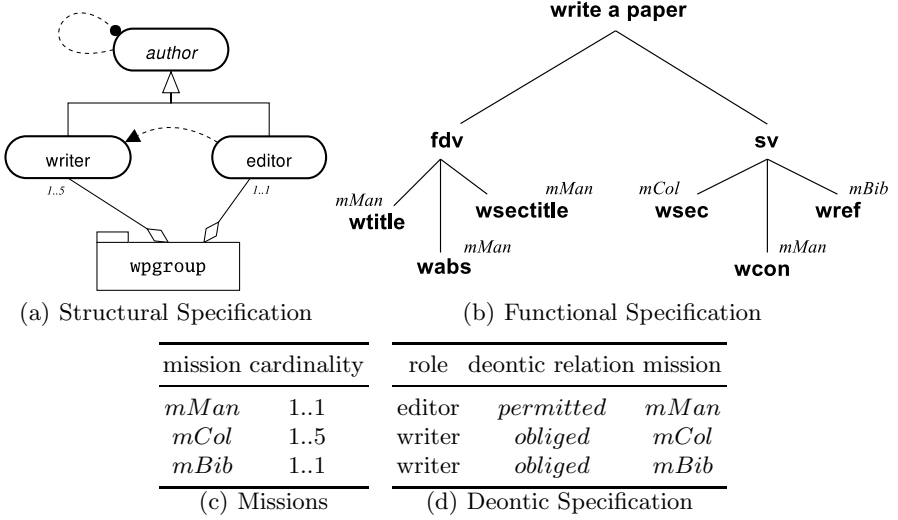 author
writer
editor
1..5
1..1
wpgroup
(a) Structural Specification
write a paper
fdv
sv
mMan
wtitle
mMan
wsectitle
mMan
wabs
mCol
wsec
mBib
wref
mMan
wcon
(b) Functional Specification
mission cardinality
mMan 1..1
mCol 1..5
mBib 1..1
(c) Missions
role deontic relation mission
editor permitted mMan
writer obliged mCol
writer obliged mBib
(d) Deontic Specification